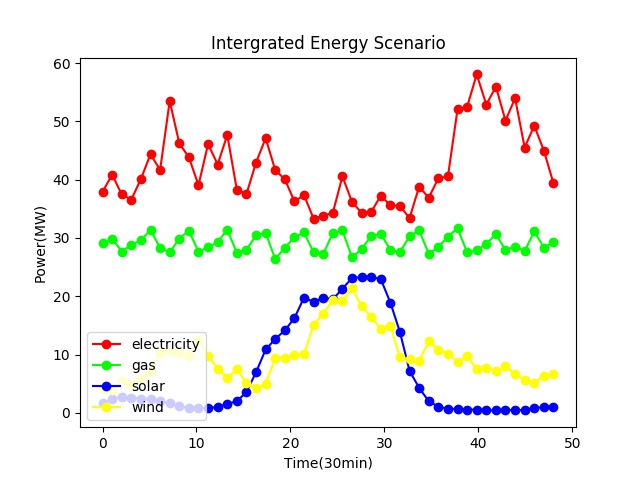 Intergrated Energy Scenario
Power(MW)
60
50
40
30
20
10
0
electricity
gas
solar
wind
0 10 20 30 40 50
Time(30min)